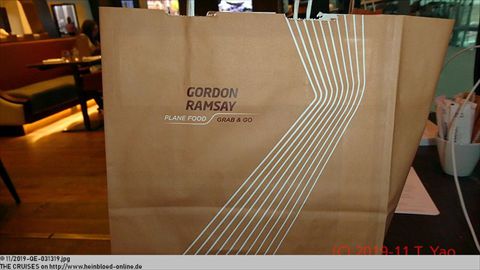 GORDON
RAMSAY
PLANE FOOD GRAB & GO
(C) 2019-11 T. Yao
@11/2019-QE-031319.jpg
THE CRUISES on http://www.heinbloed-online.de